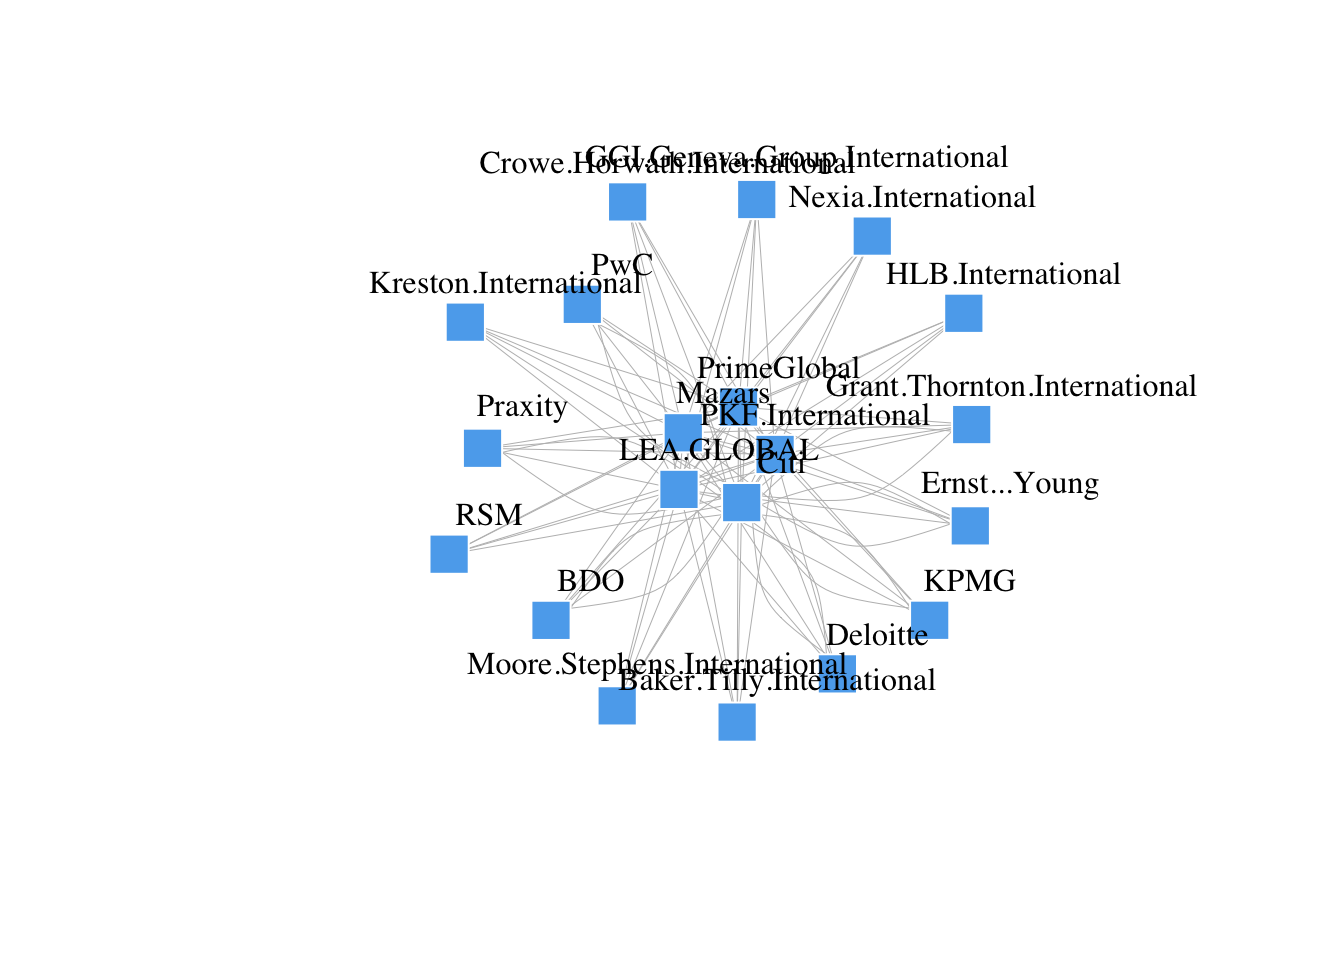 GGI.Geneva.Group.International
Crowe.Horwath.International
Nexia.International
PwC
HLB.International
Kreston.International
PrimeGlobal
Grant.Thornton.International
Mazars
Praxity
PKF.International
LEA.GLOBAL
Citi
Ernst...Young
RSM
BDO
KPMG
Deloitte
Moore.Stephens.International
Baker.Tilly.International